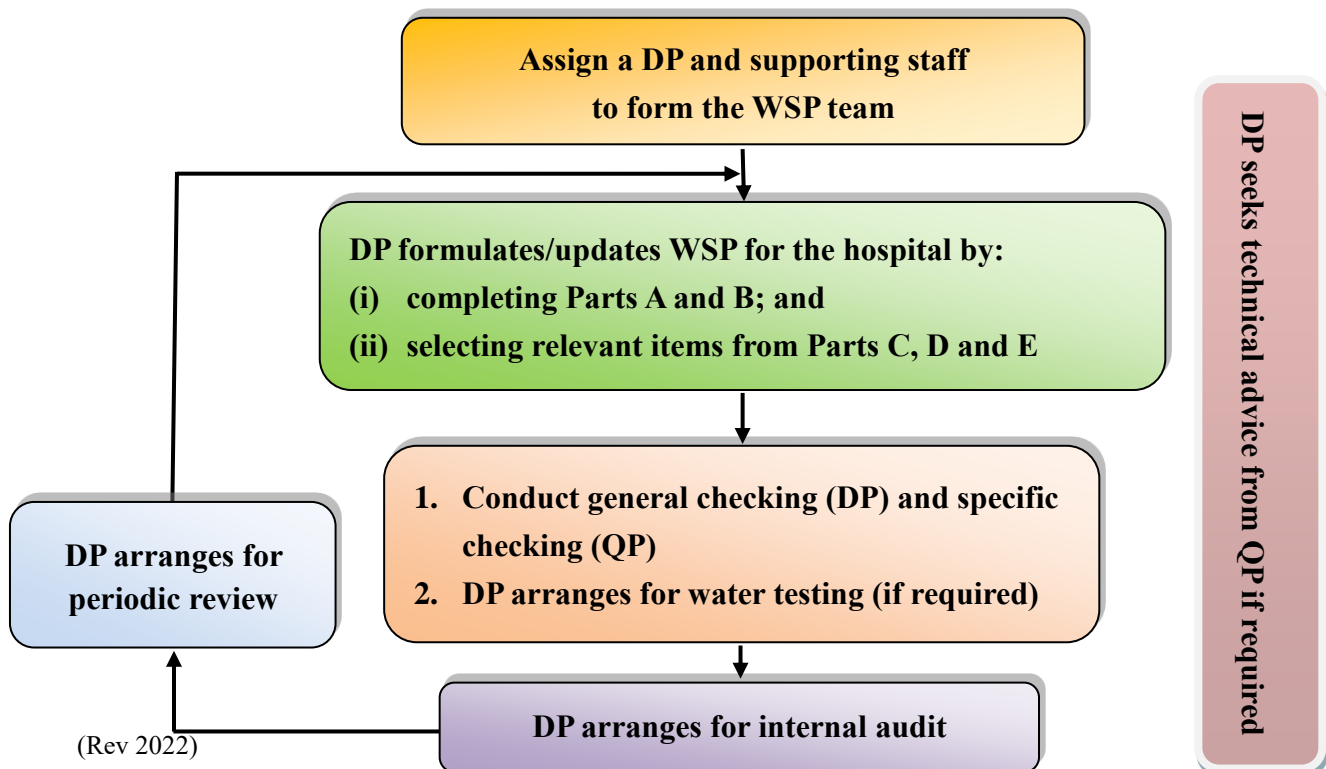 Assign a DP and supporting staff
to form the WSP team
DP formulates/updates WSP for the hospital by:
(i) completing Parts A and B; and
(ii) selecting relevant items from Parts C, D and E
1. Conduct general checking (DP) and specific
checking (QP)
2. DP arranges for water testing (if required)
DP arranges for
periodic review
DP arranges for internal audit
(Rev 2022)
DP seeks technical advice from QP if required